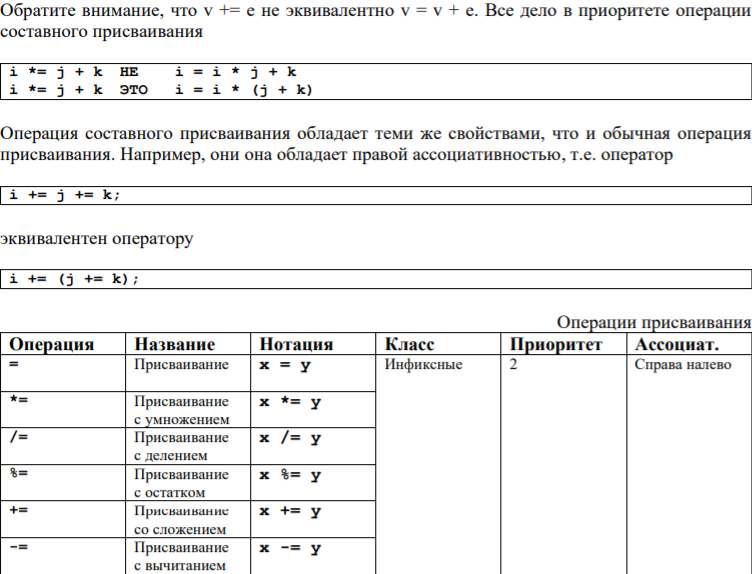 Обратите внимание, что v += e не эквивалентно v = v + e. Все дело в приоритете операции
составного присваивания
i *= j + k НЕ i = i * j + k
i *= j + k ЭТО i = i * (j + k)
Операция составного присваивания обладает теми же свойствами, что и обычная операция
присваивания. Например, они она обладает правой ассоциативностью, т.е. оператор
i += j += k;
эквивалентен оператору
i += (j += k);
Операции присваивания
Операция Название Нотация Класс Приоритет Ассоциат.
= Присваивание x = y Инфиксные 2 Справа налево
*= Присваивание x *= y
с умножением
/= Присваивание x /= y
с делением
%= Присваивание x %= y
с остатком
+= Присваивание x += y
со сложением
-= Присваивание x -= y
с вычитанием